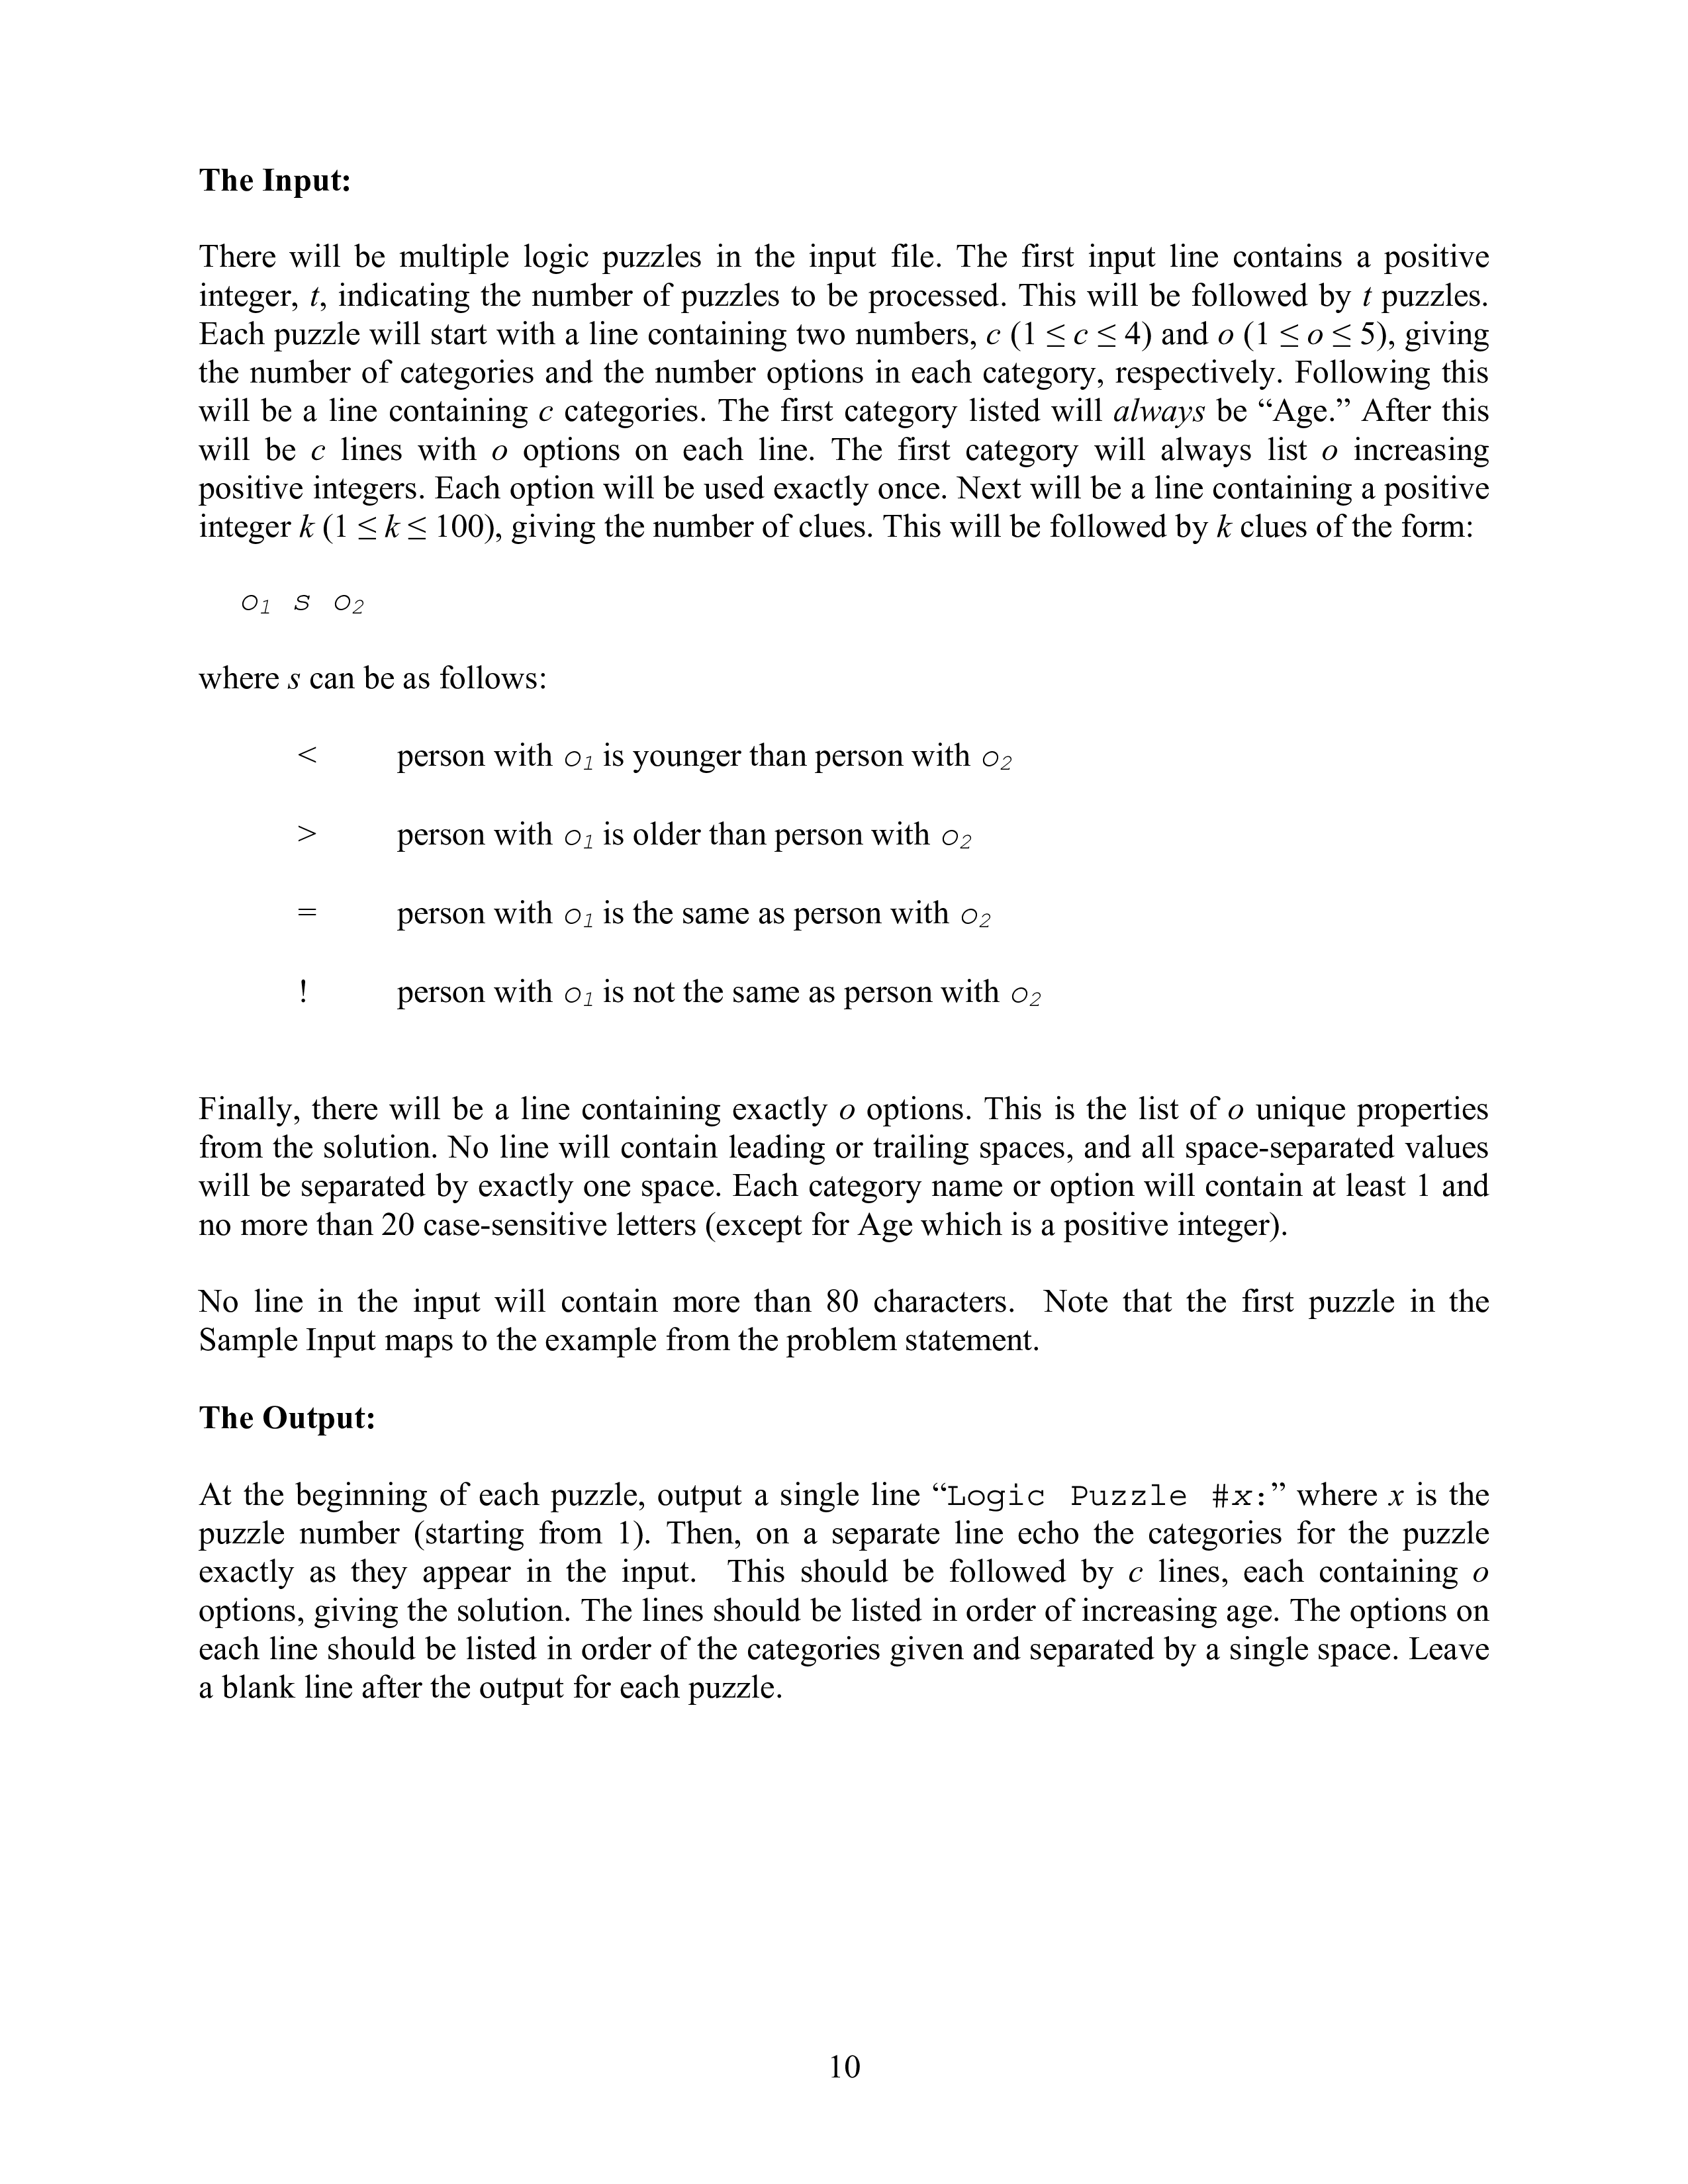 The Input:
There will be multiple logic puzzles in the input file. The first input line contains a positive
integer, t, indicating the number of puzzles to be processed. This will be followed by t puzzles.
Each puzzle will start with a line containing two numbers, c (1 ≤ c ≤ 4) and o (1 ≤ o ≤ 5), giving
the number of categories and the number options in each category, respectively. Following this
will be a line containing c categories. The first category listed will always be “Age.” After this
will be c lines with o options on each line. The first category will always list o increasing
positive integers. Each option will be used exactly once. Next will be a line containing a positive
integer k (1 ≤ k ≤ 100), giving the number of clues. This will be followed by k clues of the form:
o1 s o2
where s can be as follows:
< person with o1 is younger than person with o2
> person with o1 is older than person with o2
= person with o1 is the same as person with o2
! person with o1 is not the same as person with o2
Finally, there will be a line containing exactly o options. This is the list of o unique properties
from the solution. No line will contain leading or trailing spaces, and all space-separated values
will be separated by exactly one space. Each category name or option will contain at least 1 and
no more than 20 case-sensitive letters (except for Age which is a positive integer).
No line in the input will contain more than 80 characters. Note that the first puzzle in the
Sample Input maps to the example from the problem statement.
The Output:
At the beginning of each puzzle, output a single line “Logic Puzzle #x:” where x is the
puzzle number (starting from 1). Then, on a separate line echo the categories for the puzzle
exactly as they appear in the input. This should be followed by c lines, each containing o
options, giving the solution. The lines should be listed in order of increasing age. The options on
each line should be listed in order of the categories given and separated by a single space. Leave
a blank line after the output for each puzzle.
10